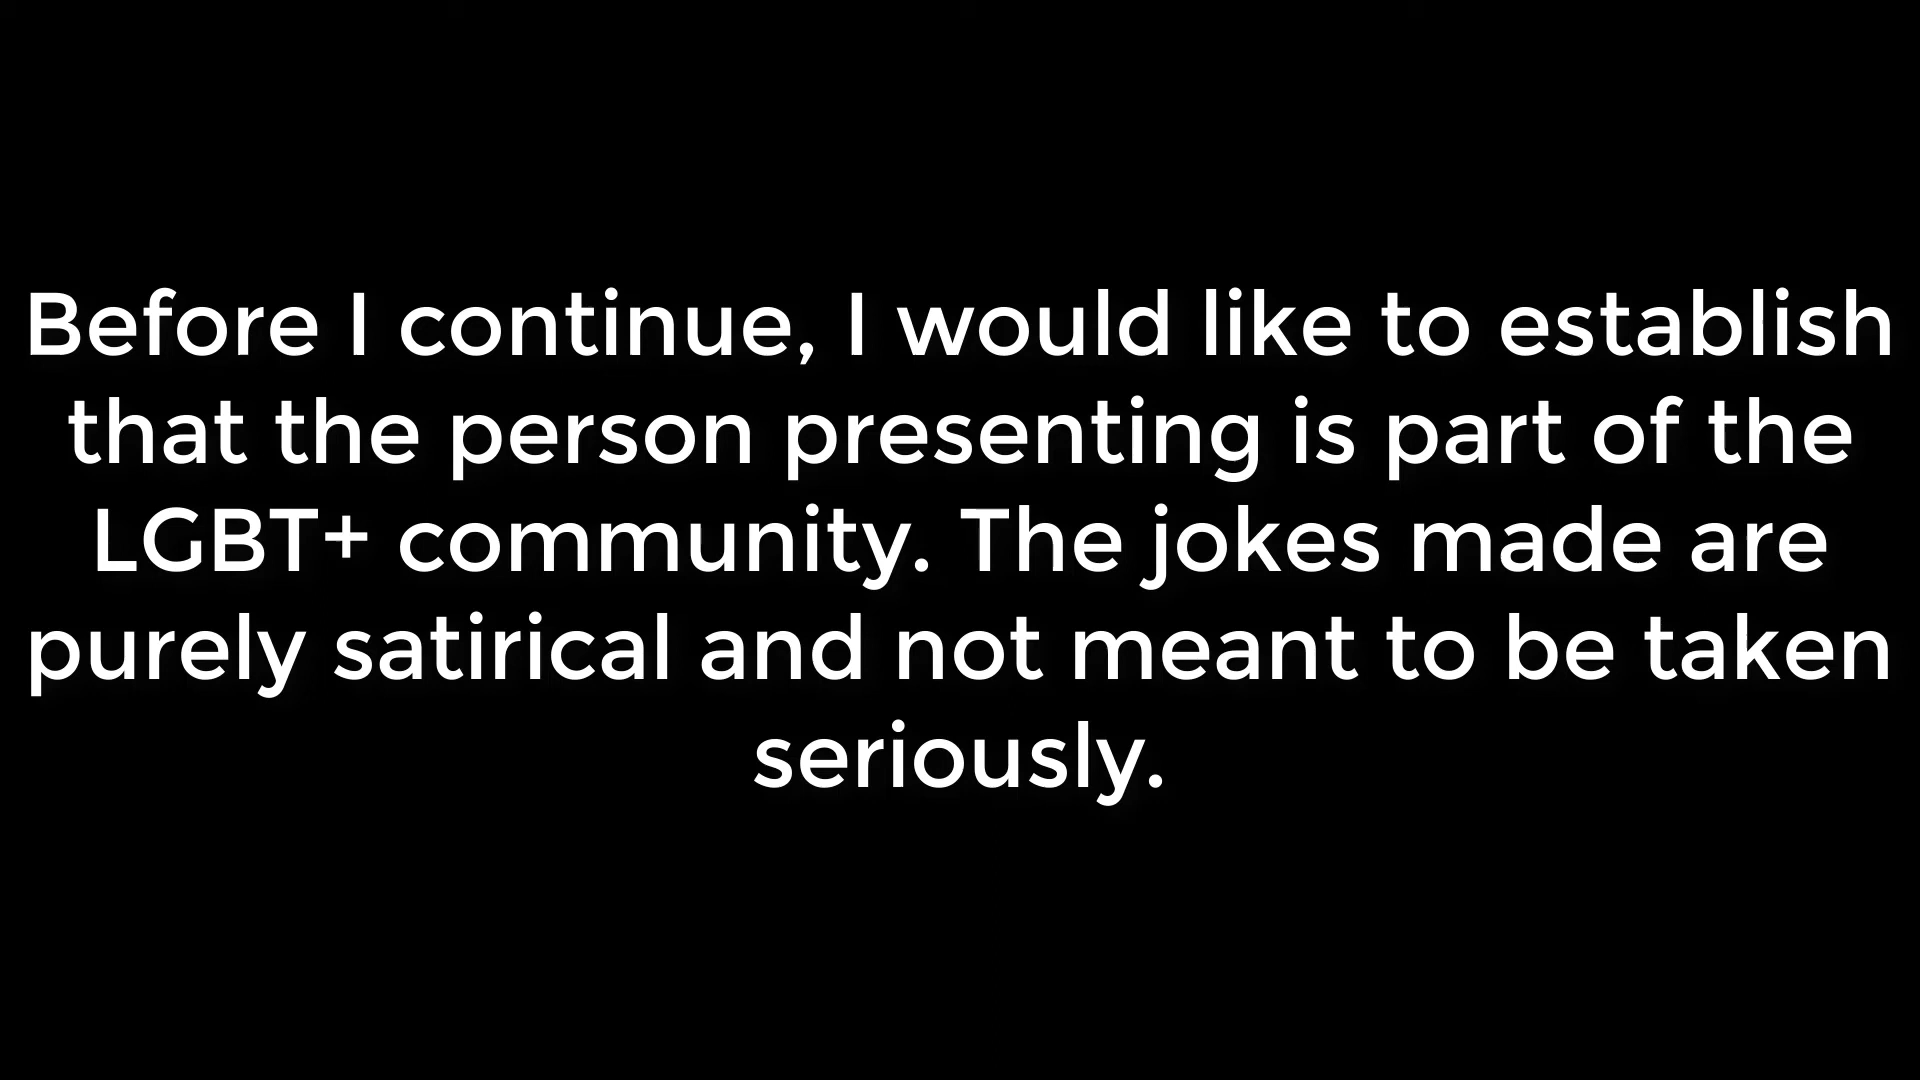 Before I continue, I would like to establish
that the person presenting is part of the
LGBT+ community. The jokes made are
purely satirical and not meant to be taken
seriously.